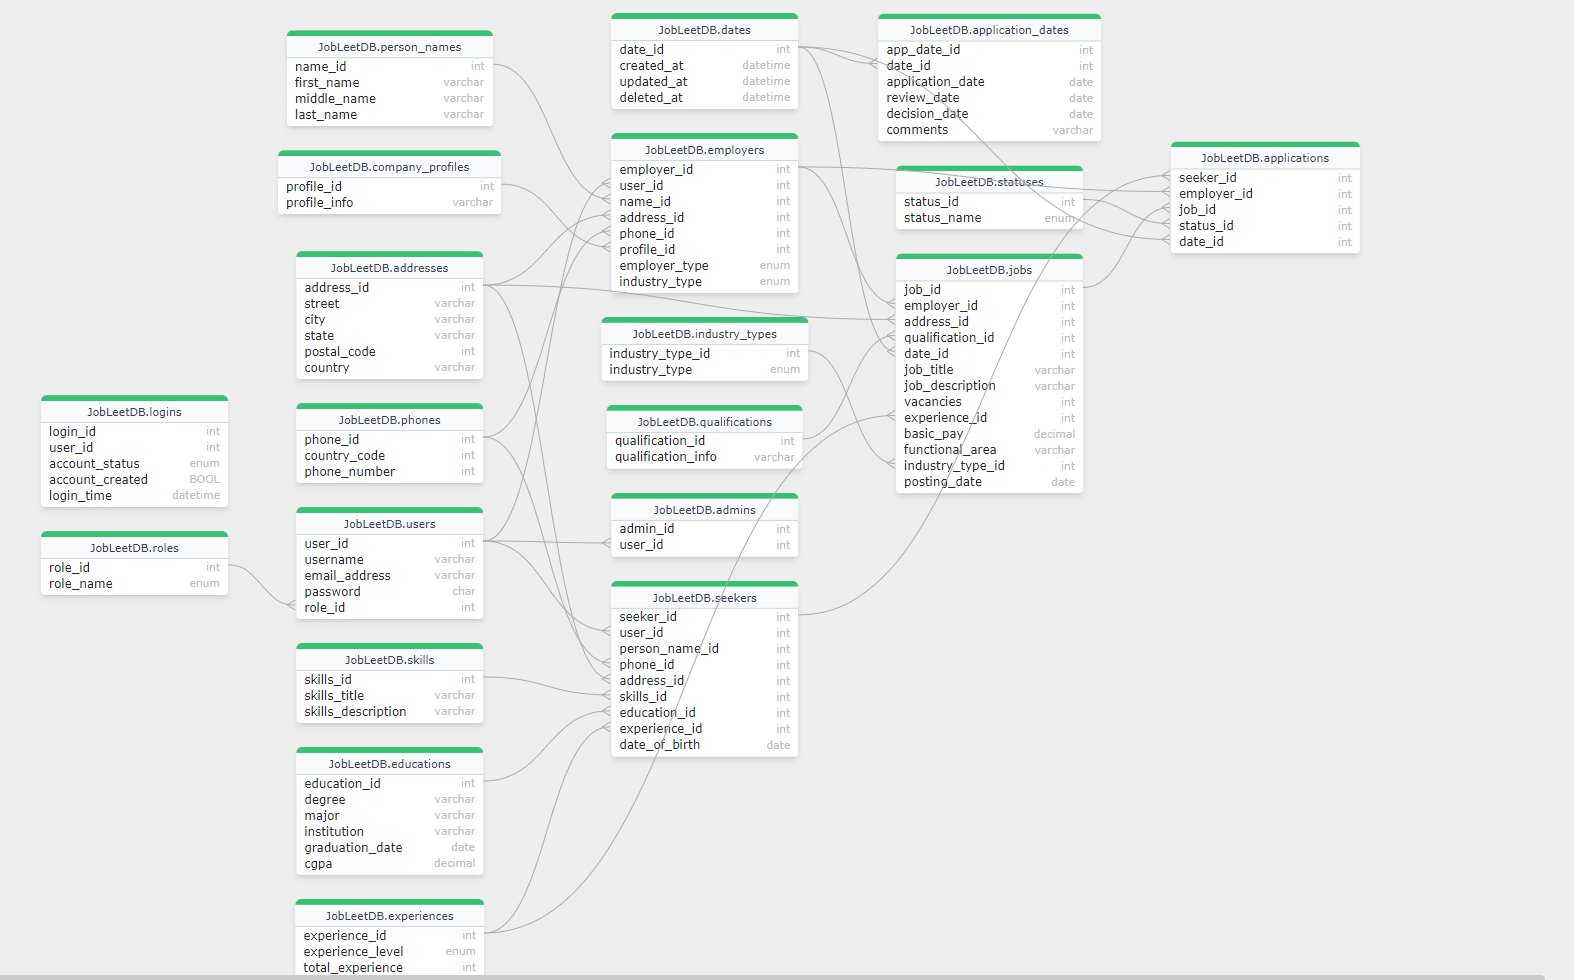 JobLeetDB.person_names
name_id int
first_name varchar
middle_name varchar
last_name varchar
JobLeetDB.company_profiles
profile_id int
profile_info varchar
JobLeetDB.addresses
address_id int
street varchar
city varchar
state varchar
postal_code int
country varchar
JobLeetDB.logins
login_id int
user_id int
account_status enum
account_created BOOL
login_time datetime
JobLeetDB.roles
role_id int
role_name enum
JobLeetDB.phones
phone_id int
country_code int
phone_number int
JobLeetDB.users
user_id int
username varchar
email_address varchar
password char
role_id int
JobLeetDB.skills
skills_id int
skills_title varchar
skills_description varchar
JobLeetDB.educations
education_id int
degree varchar
major varchar
institution varchar
graduation_date date
cgpa decimal
JobLeetDB.experiences
experience_id int
experience_level enum
total_experience int
JobLeetDB.dates
date_id int
created_at datetime
updated_at datetime
deleted_at datetime
JobLeetDB.employers
employer_id int
user_id int
name_id int
address_id int
phone_id int
profile_id int
employer_type enum
industry_type enum
JobLeetDB.industry_types
industry_type_id int
industry_type enum
JobLeetDB.qualifications
qualification_id int
qualification_info varchar
JobLeetDB.admins
admin_id int
user_id int
JobLeetDB.seekers
seeker_id int
user_id int
person_name_id int
phone_id int
address_id int
skills_id int
education_id int
experience_id int
date_of_birth date
JobLeetDB.application_dates
app_date_id int
date_id int
application_date date
review_date date
decision_date date
comments varchar
JobLeetDB.statuses
status_id int
status_name enum
JobLeetDB.jobs
job_id int
employer_id int
address_id int
qualification_id int
date_id int
job_title varchar
job_description varchar
vacancies int
experience_id int
basic_pay decimal
functional_area varchar
industry_type_id int
posting_date date
JobLeetDB.applications
seeker_id int
employer_id int
job_id int
status_id int
date_id int